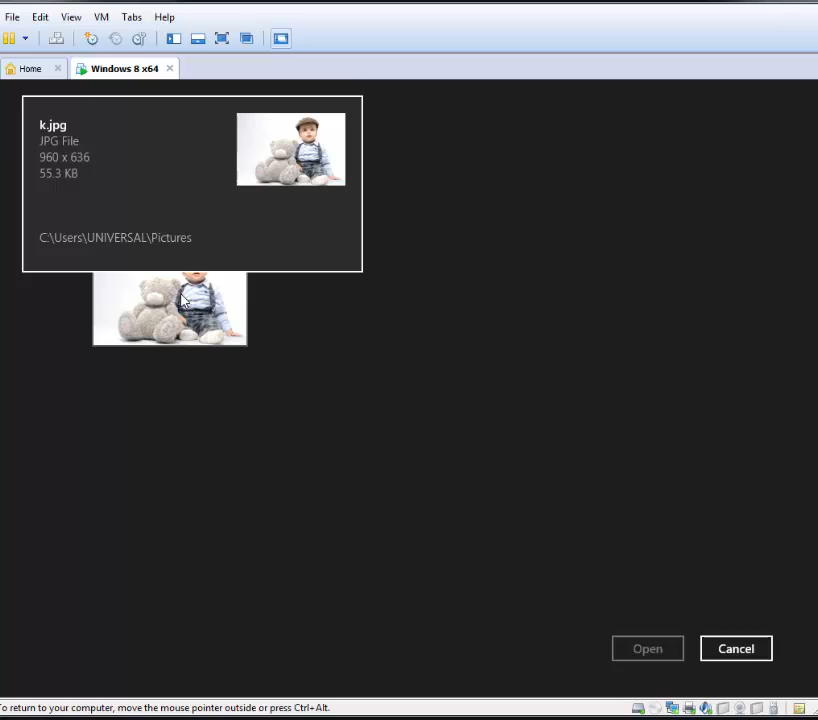 File Edit View VM Tabs Help
Home Windows 8 x64
k.jpg
JPG File
960 x 636
55.3 KB
C:\Users\UNIVERSAL\Pictures
Open Cancel
To return to your computer, move the mouse pointer outside or press Ctrl+Alt.